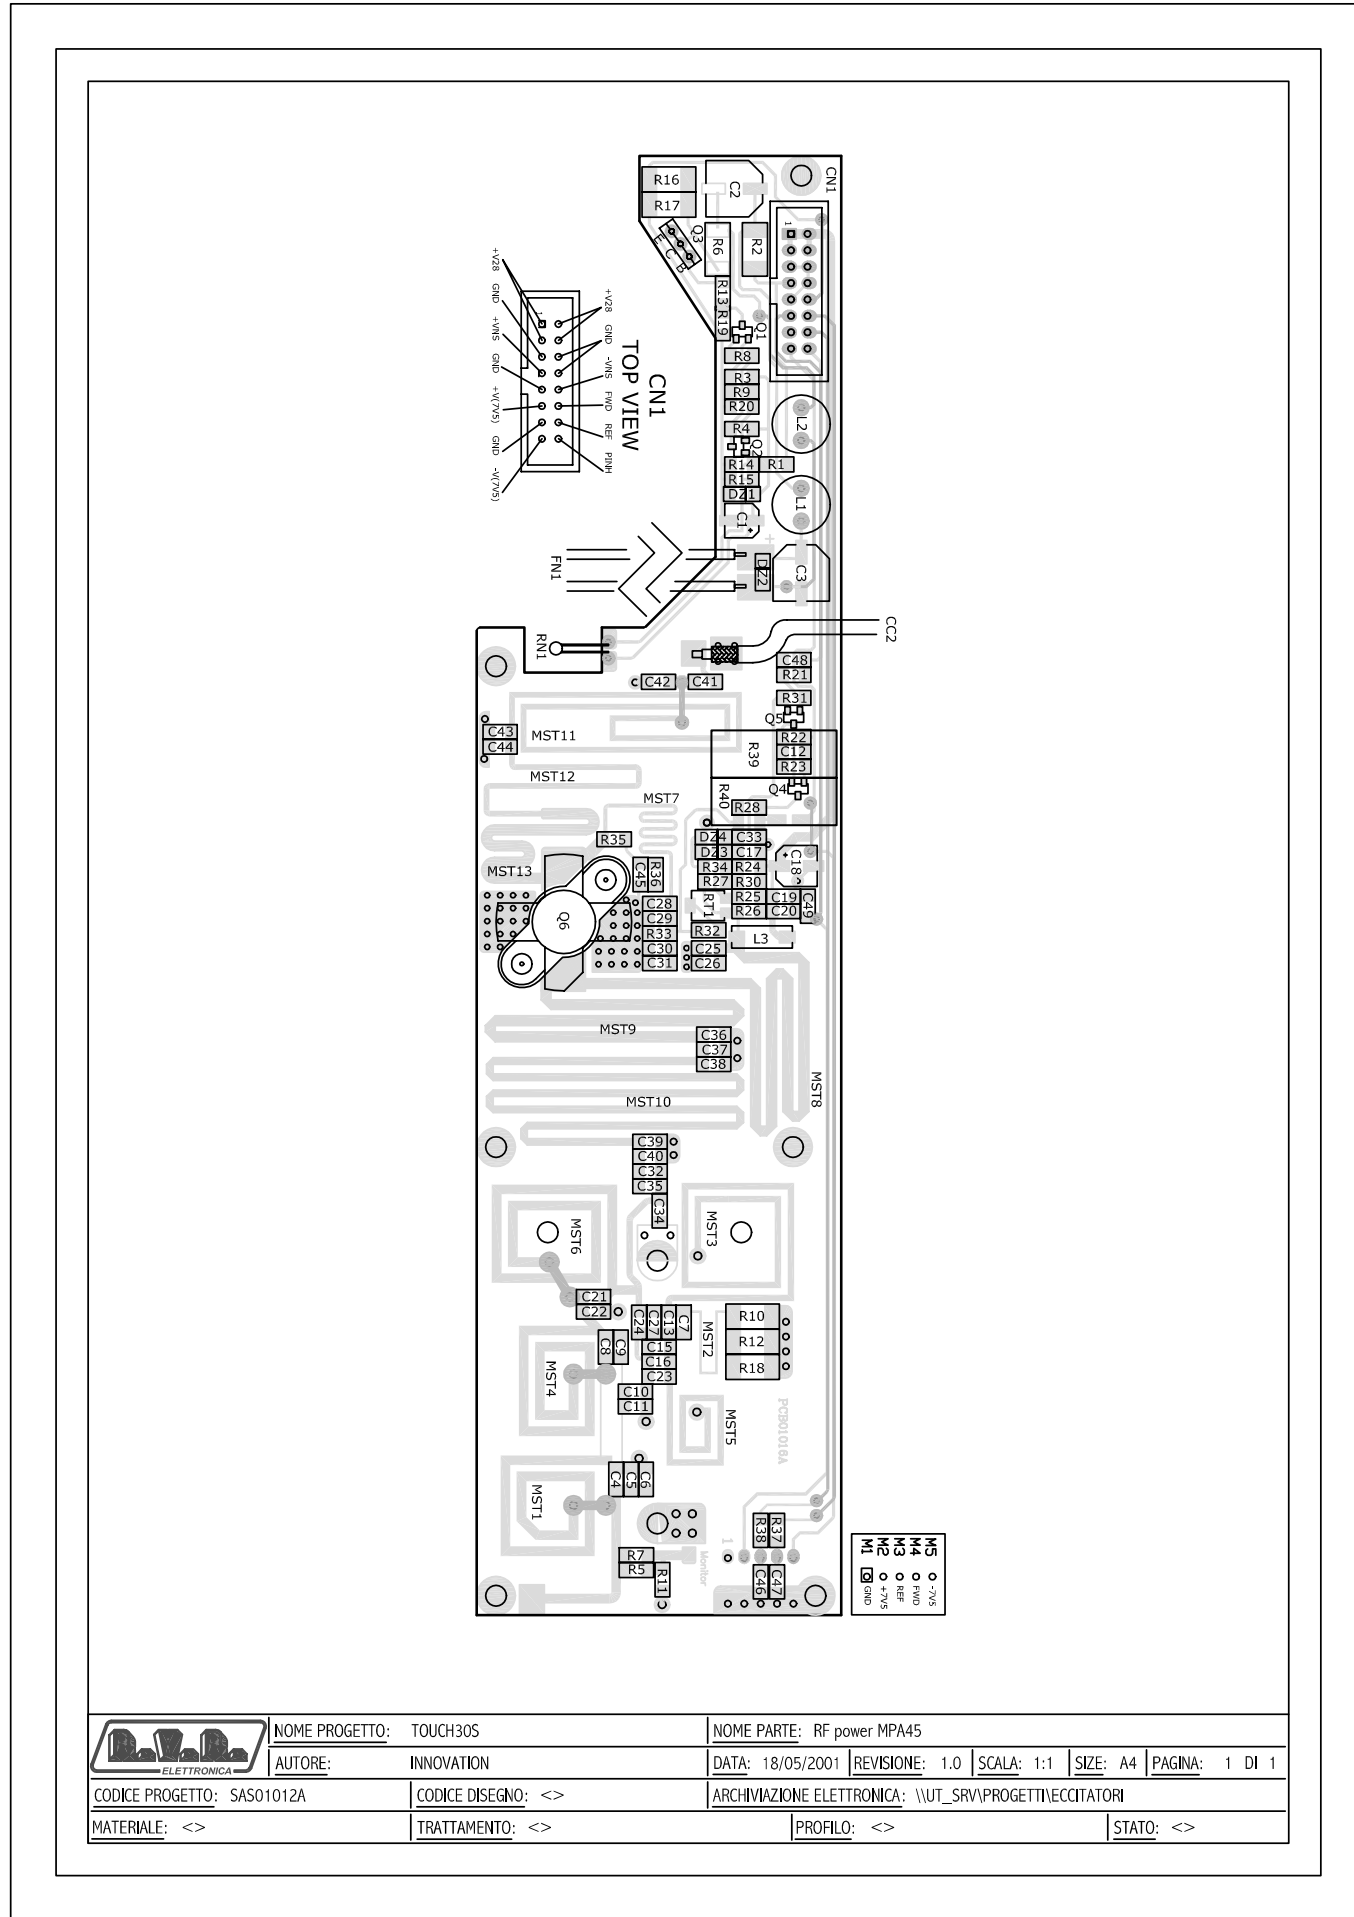 CN1
R16
R17
C2
1
Q3
E
C
B
R6
R2
R13
R19
Q1
R8
R3
R9
R20
R4
Q2
R14
R1
R15
DZ1
C1
+
L2
L1
+
DZ2
C3
CN1
TOP VIEW
1
+V28
GND
+VNS
GND
+V(7V5)
GND
-V(7V5)
+V28
GND
-VNS
FWD
REF
PINH
FN1
RN1
CC2
C48
R21
C42
C41
R31
Q5
C43
C44
MST11
R39
R22
C12
R23
MST12
Q4
R40
R28
MST7
R35
DZ4
C33
DZ3
C17
C18
+
R34
R24
R27
R30
MST13
C45
R36
RT1
R25
C19
C49
R26
C20
Q6
C28
C29
R33
C30
C31
R32
L3
C25
C26
MST9
C36
C37
C38
MST10
MST8
C39
C40
C32
C35
C34
MST6
MST3
C21
C22
C24
C27
C13
C7
MST2
R10
R12
R18
C8
C9
C15
C16
C23
MST4
C10
C11
MST5
PCB01016A
C4
C5
C6
MST1
R38
R37
1
R7
R5
R11
Monitor
C46
C47
M5
M4
M3
M2
M1
-7V5
FWD
REF
+7V5
GND
R.V.R.
ELETTRONICA
NOME PROGETTO: TOUCH30S
NOME PARTE: RF power MPA45
AUTORE: INNOVATION
DATA: 18/05/2001 REVISIONE: 1.0 SCALA: 1:1 SIZE: A4 PAGINA: 1 DI 1
CODICE PROGETTO: SAS01012A
CODICE DISEGNO: <>
ARCHIVIAZIONE ELETTRONICA: \\UT_SRV\PROGETTI\ECCITATORI
MATERIALE: <>
TRATTAMENTO: <>
PROFILO: <>
STATO: <>